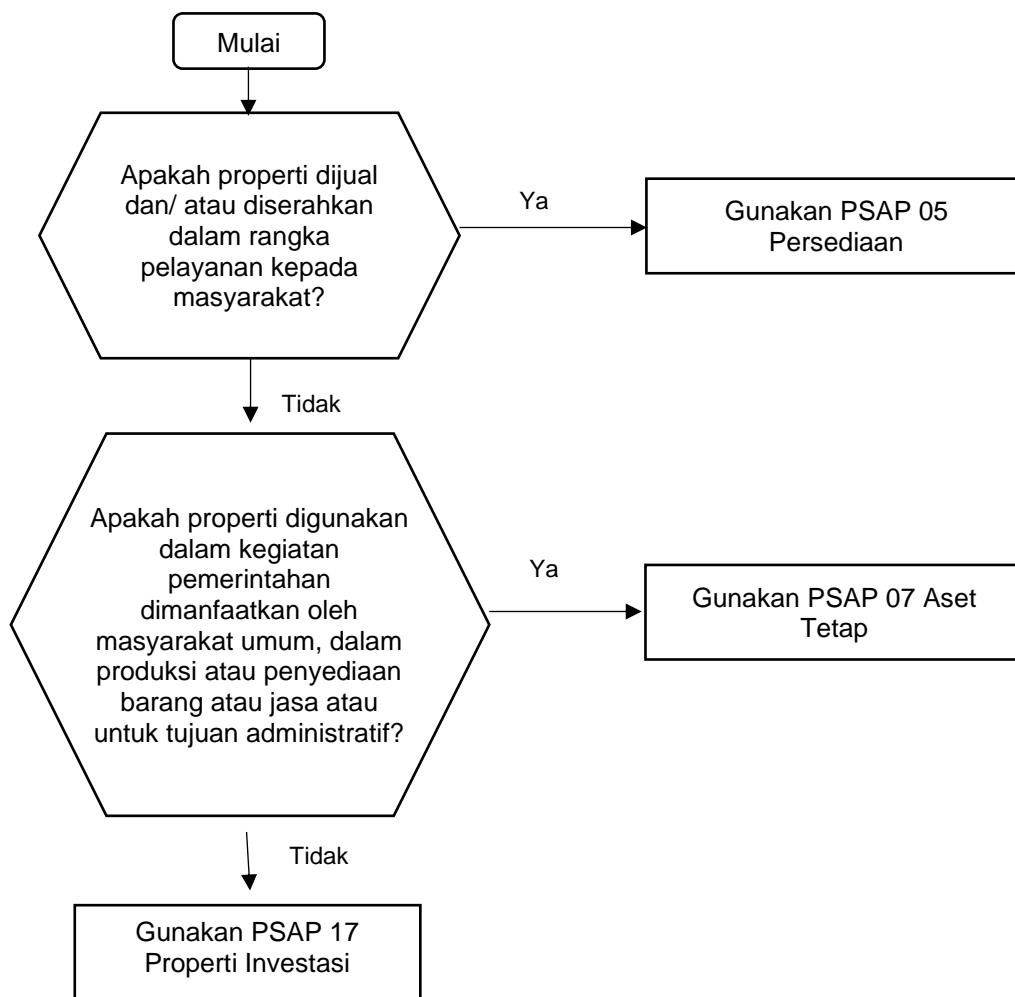 Mulai
Apakah properti dijual
dan/ atau diserahkan
dalam rangka
pelayanan kepada
masyarakat?
Ya
Gunakan PSAP 05
Persediaan
Tidak
Apakah properti digunakan
dalam kegiatan
pemerintahan
dimanfaatkan oleh
masyarakat umum, dalam
produksi atau penyediaan
barang atau jasa atau
untuk tujuan administratif?
Ya
Gunakan PSAP 07 Aset
Tetap
Tidak
Gunakan PSAP 17
Properti Investasi